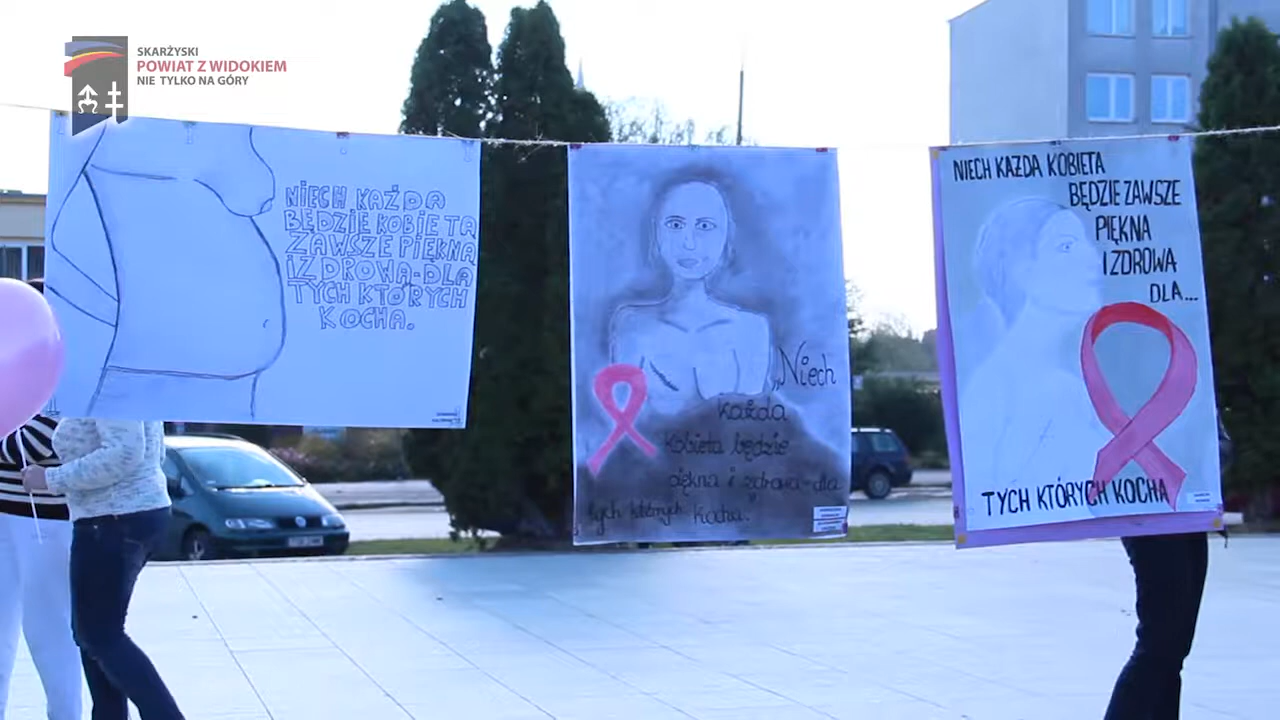 SKARŻYSKI
POWIAT Z WIDOKIEM
NIE TYLKO NA GÓRY
NIECH KAŻDA
BĘDZIE KOBIETA
ZAWSZE PIĘKNA
I ZDROWA-DLA
TYCH KTÓRYCH
KOCHA.
„Niech
każda
kobieta będzie
piękna i zdrowa-dla
tych których kocha."
NIECH KAŻDA KOBIETA
BĘDZIE ZAWSZE
PIĘKNA
I ZDROWA
DLA...
TYCH KTÓRYCH KOCHA